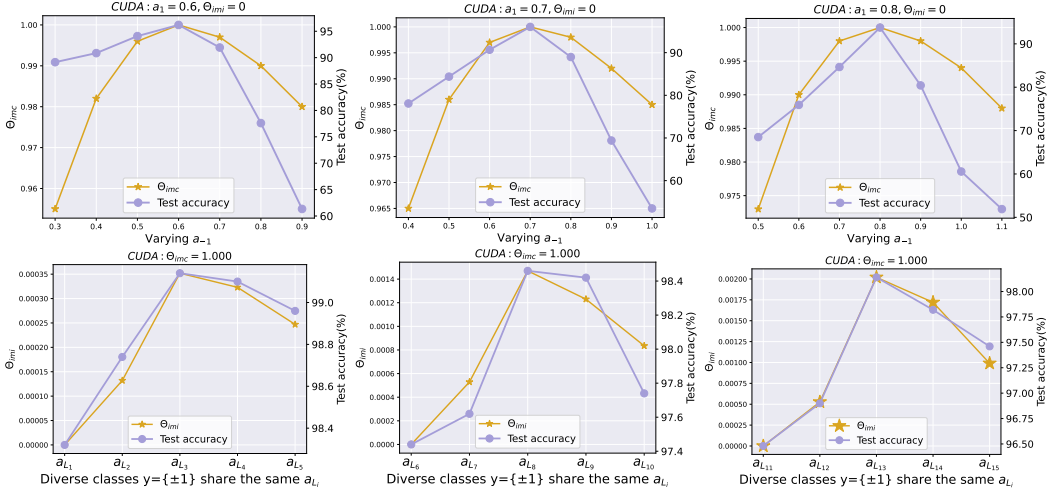 CUDA : a₁ = 0.6, Θimi = 0
1.00
0.99
0.98
0.97
0.96
Θimc
95
90
85
80
75
70
65
60
Test accuracy(%)
Θimc
Test accuracy
0.3 0.4 0.5 0.6 0.7 0.8 0.9
Varying a₋₁
CUDA : a₁ = 0.7, Θimi = 0
1.000
0.995
0.990
0.985
0.980
0.975
0.970
0.965
Θimc
90
80
70
60
Test accuracy(%)
Θimc
Test accuracy
0.4 0.5 0.6 0.7 0.8 0.9 1.0
Varying a₋₁
CUDA : a₁ = 0.8, Θimi = 0
1.000
0.995
0.990
0.985
0.980
0.975
Θimc
90
80
70
60
50
Test accuracy(%)
Θimc
Test accuracy
0.5 0.6 0.7 0.8 0.9 1.0 1.1
Varying a₋₁
CUDA : Θimc = 1.000
0.00035
0.00030
0.00025
0.00020
0.00015
0.00010
0.00005
0.00000
Θimi
99.0
98.8
98.6
98.4
Test accuracy(%)
Θimi
Test accuracy
aL₁ aL₂ aL₃ aL₄ aL₅
Diverse classes y={±1} share the same aLᵢ
CUDA : Θimc = 1.000
0.0014
0.0012
0.0010
0.0008
0.0006
0.0004
0.0002
0.0000
Θimi
98.4
98.2
98.0
97.8
97.6
97.4
Test accuracy(%)
Θimi
Test accuracy
aL₆ aL₇ aL₈ aL₉ aL₁₀
Diverse classes y={±1} share the same aLᵢ
CUDA : Θimc = 1.000
0.00200
0.00175
0.00150
0.00125
0.00100
0.00075
0.00050
0.00025
0.00000
Θimi
98.00
97.75
97.50
97.25
97.00
96.75
96.50
Test accuracy(%)
Θimi
Test accuracy
aL₁₁ aL₁₂ aL₁₃ aL₁₄ aL₁₅
Diverse classes y={±1} share the same aLᵢ